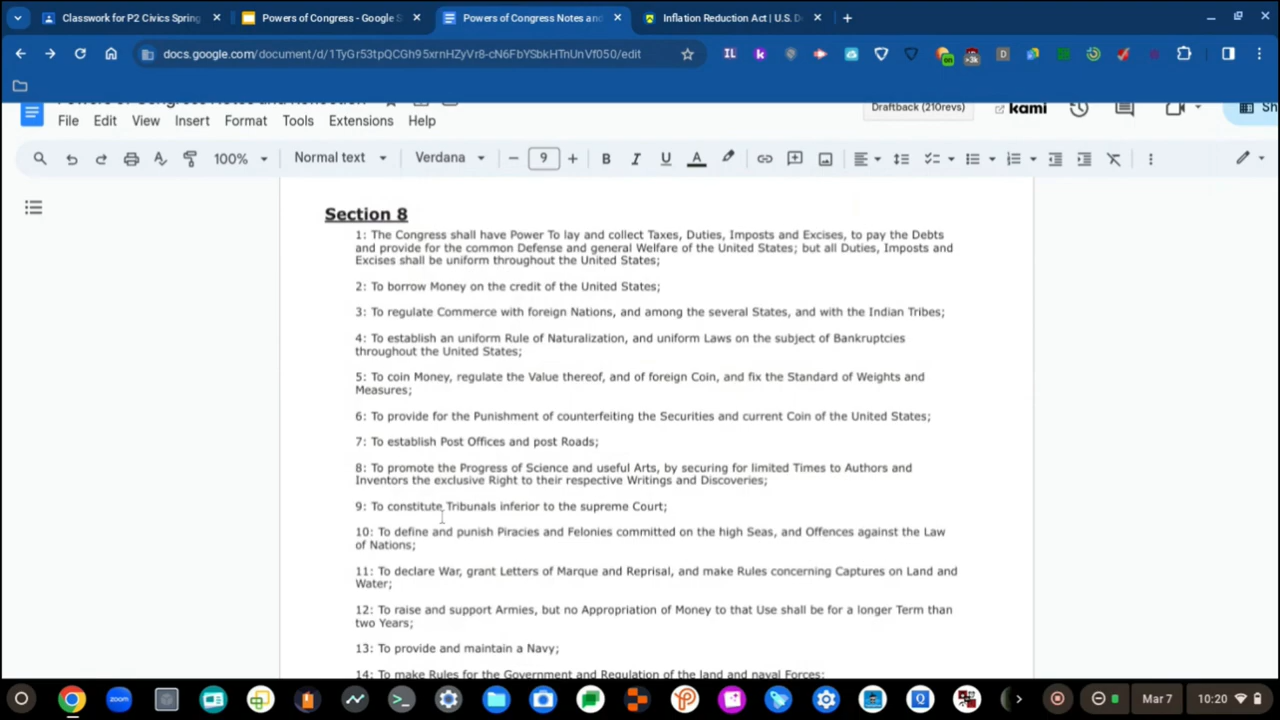 Classwork for P2 Civics Spring
Powers of Congress - Google S
Powers of Congress Notes and
Inflation Reduction Act | U.S. D
docs.google.com/document/d/1TyGr53tpQCGh95xrnHZyVr8-cN6FbYSbkHTnUnVf050/edit
Powers of Congress Notes and Reflection
Draftback (210revs)
kami
Sh
File Edit View Insert Format Tools Extensions Help
100% Normal text Verdana 9
Section 8
1: The Congress shall have Power To lay and collect Taxes, Duties, Imposts and Excises, to pay the Debts
and provide for the common Defense and general Welfare of the United States; but all Duties, Imposts and
Excises shall be uniform throughout the United States;
2: To borrow Money on the credit of the United States;
3: To regulate Commerce with foreign Nations, and among the several States, and with the Indian Tribes;
4: To establish an uniform Rule of Naturalization, and uniform Laws on the subject of Bankruptcies
throughout the United States;
5: To coin Money, regulate the Value thereof, and of foreign Coin, and fix the Standard of Weights and
Measures;
6: To provide for the Punishment of counterfeiting the Securities and current Coin of the United States;
7: To establish Post Offices and post Roads;
8: To promote the Progress of Science and useful Arts, by securing for limited Times to Authors and
Inventors the exclusive Right to their respective Writings and Discoveries;
9: To constitute Tribunals inferior to the supreme Court;
10: To define and punish Piracies and Felonies committed on the high Seas, and Offences against the Law
of Nations;
11: To declare War, grant Letters of Marque and Reprisal, and make Rules concerning Captures on Land and
Water;
12: To raise and support Armies, but no Appropriation of Money to that Use shall be for a longer Term than
two Years;
13: To provide and maintain a Navy;
14: To make Rules for the Government and Regulation of the land and naval Forces;
zoom
Mar 7
10:20